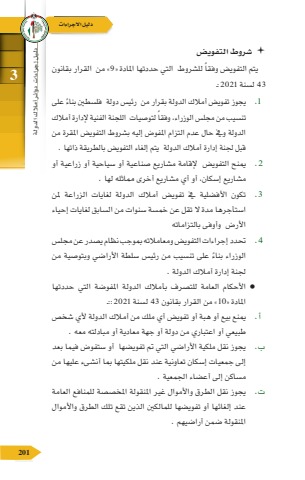 دليل الاجراءات
✦ شروط التفويض
يتم التفويض وفقاً للشروط التي حددتها المادة «9» من القرار بقانون
43 لسنة 2021 :ـ
1. يجوز تفويض أملاك الدولة بقرار من رئيس دولة فلسطين بناءً على
تنسيب من مجلس الوزراء، وفقاً لتوصيات اللجنة الفنية لإدارة أملاك
الدولة وفي حال عدم التزام المفوض إليه بشروط التفويض المقرة من
قبل لجنة إدارة أملاك الدولة يتم إلغاء التفويض بالطريقة ذاتها .
2. يمنح التفويض لإقامة مشاريع صناعية أو سياحية أو زراعية أو
مشاريع إسكان، أو أي مشاريع أخرى مماثله لها .
3. تكون الأفضلية في تفويض أملاك الدولة لغايات الزراعة لمن
استأجرها مدة لا تقل عن خمسة سنوات من السابق لغايات إحياء
الأرض وأوفى بالتزاماته
4. تحدد إجراءات التفويض ومعاملاته بموجب نظام يصدر عن مجلس
الوزراء بناءً على تنسيب من رئيس سلطة الأراضي وبتوصية من
لجنة إدارة أملاك الدولة .
● الأحكام العامة للتصرف بأملاك الدولة المفوضة التي حددتها
المادة «10» من القرار بقانون 43 لسنة 2021 :ـ
أ. يمنع بيع أو هبة أو تفويض أي ملك من أملاك الدولة لأي شخص
طبيعي أو اعتباري من دولة أو جهة معادية أو مبادلته معه .
ب. يجوز نقل ملكية الأراضي التي تم تفويضها أو ستفوض فيما بعد
إلى جمعيات إسكان تعاونية عند نقل ملكيتها بما أنشىء عليها من
مساكن إلى أعضاء الجمعية .
ت. يجوز نقل الطرق والأموال غير المنقولة المخصصة للمنافع العامة
عند إلغائها أو تفويضها للمالكين الذين تقع تلك الطرق والأموال
المنقولة ضمن أراضيهم .
3
دليل إجراءات دوائر أملاك الدولة
201